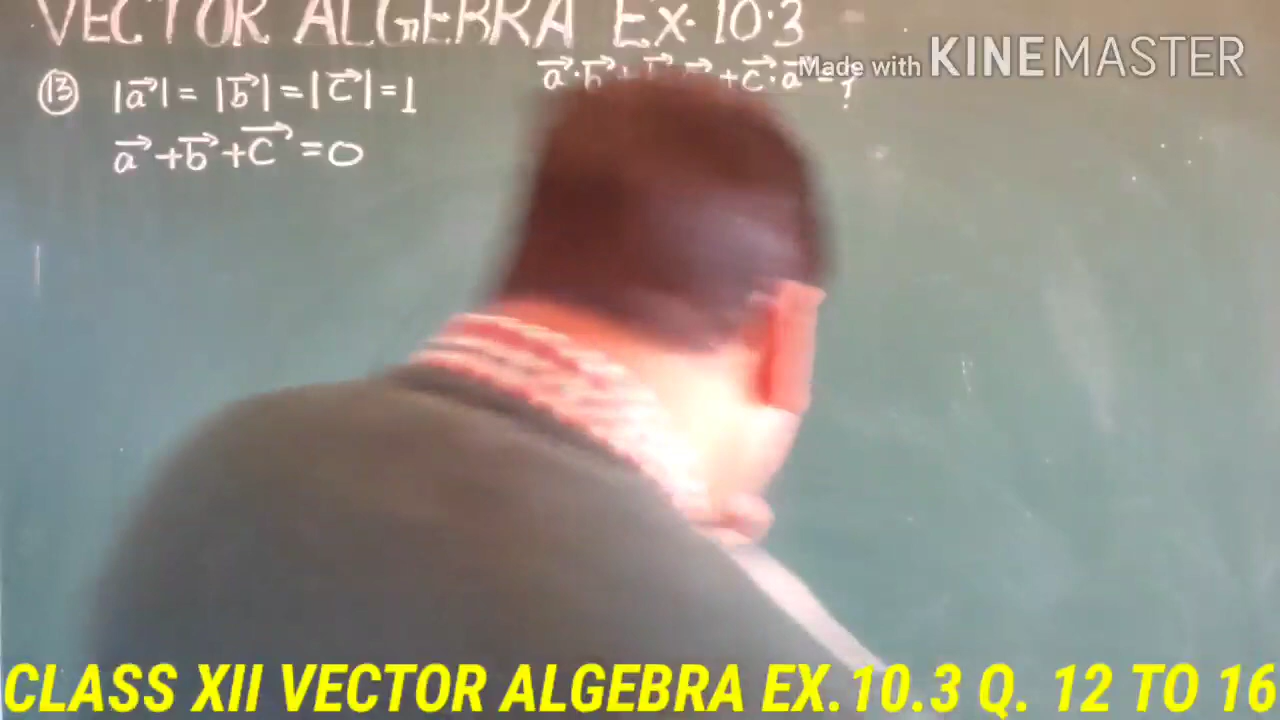 VECTOR ALGEBRA EX. 10.3
Made with KINEMASTER
⑬ |a⃗| = |b⃗| = |c⃗| = 1
a⃗·b⃗ + +c⃗·a⃗ = ?
a⃗ + b⃗ + c⃗ = 0
CLASS XII VECTOR ALGEBRA EX.10.3 Q. 12 TO 16